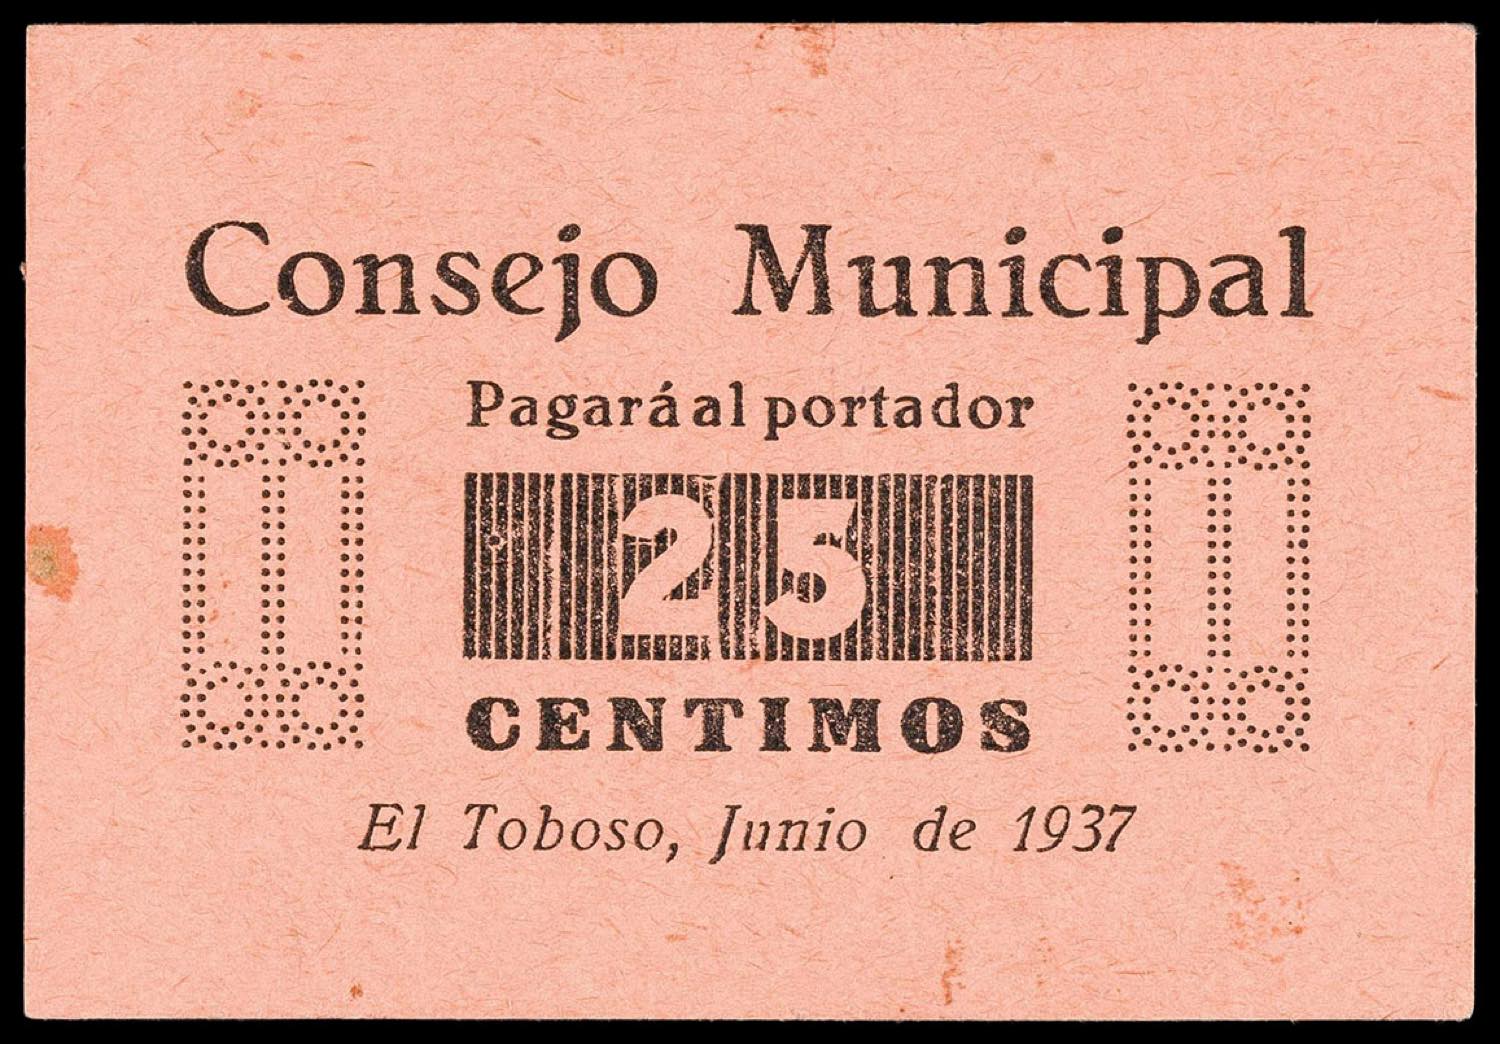 Consejo Municipal
Pagará al portador
25
CENTIMOS
El Toboso, Junio de 1937